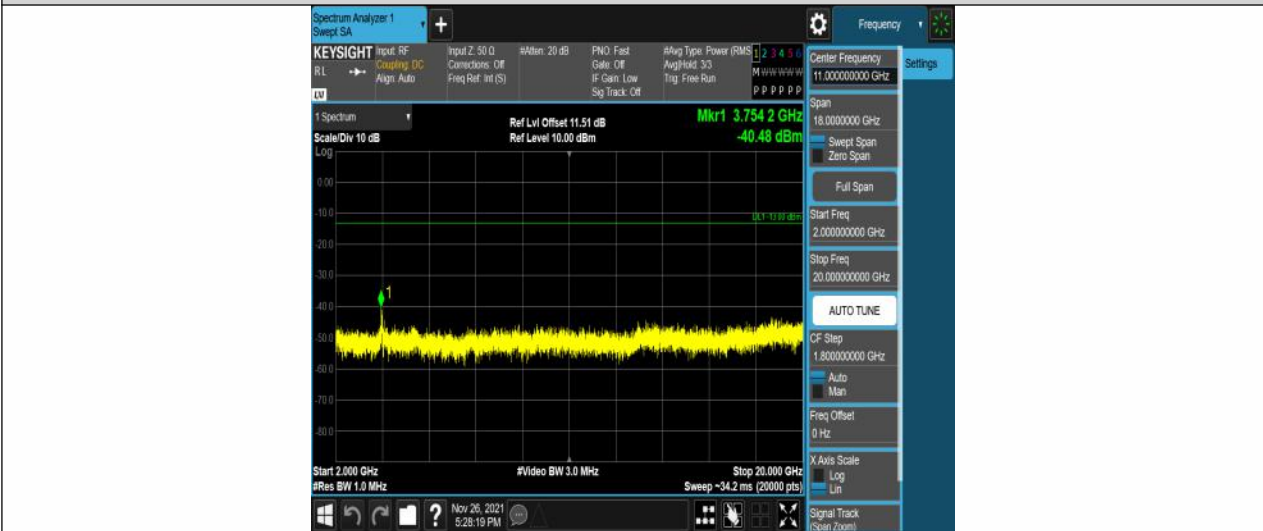 Spectrum Analyzer 1
Swept SA
+
Frequency
KEYSIGHT
RL
LV
Input: RF
Coupling: DC
Align: Auto
Input Z: 50 Ω
Corrections: Off
Freq Ref: Int (S)
#Atten: 20 dB
PNO: Fast
Gate: Off
IF Gain: Low
Sig Track: Off
#Avg Type: Power (RMS
Avg|Hold: 3/3
Trig: Free Run
1 2 3 4 5 6
M W W W W W
P P P P P P
1 Spectrum
Scale/Div 10 dB
Log
Ref Lvl Offset 11.51 dB
Ref Level 10.00 dBm
Mkr1 3.754 2 GHz
-40.48 dBm
0.00
-10.0
DL1 -13.00 dBm
-20.0
-30.0
1
-40.0
-50.0
-60.0
-70.0
-80.0
Start 2.000 GHz
#Res BW 1.0 MHz
#Video BW 3.0 MHz
Stop 20.000 GHz
Sweep ~34.2 ms (20000 pts)
Center Frequency
11.000000000 GHz
Settings
Span
18.0000000 GHz
Swept Span
Zero Span
Full Span
Start Freq
2.000000000 GHz
Stop Freq
20.000000000 GHz
AUTO TUNE
CF Step
1.800000000 GHz
Auto
Man
Freq Offset
0 Hz
X Axis Scale
Log
Lin
Signal Track
(Span Zoom)
?
Nov 26, 2021
5:28:19 PM